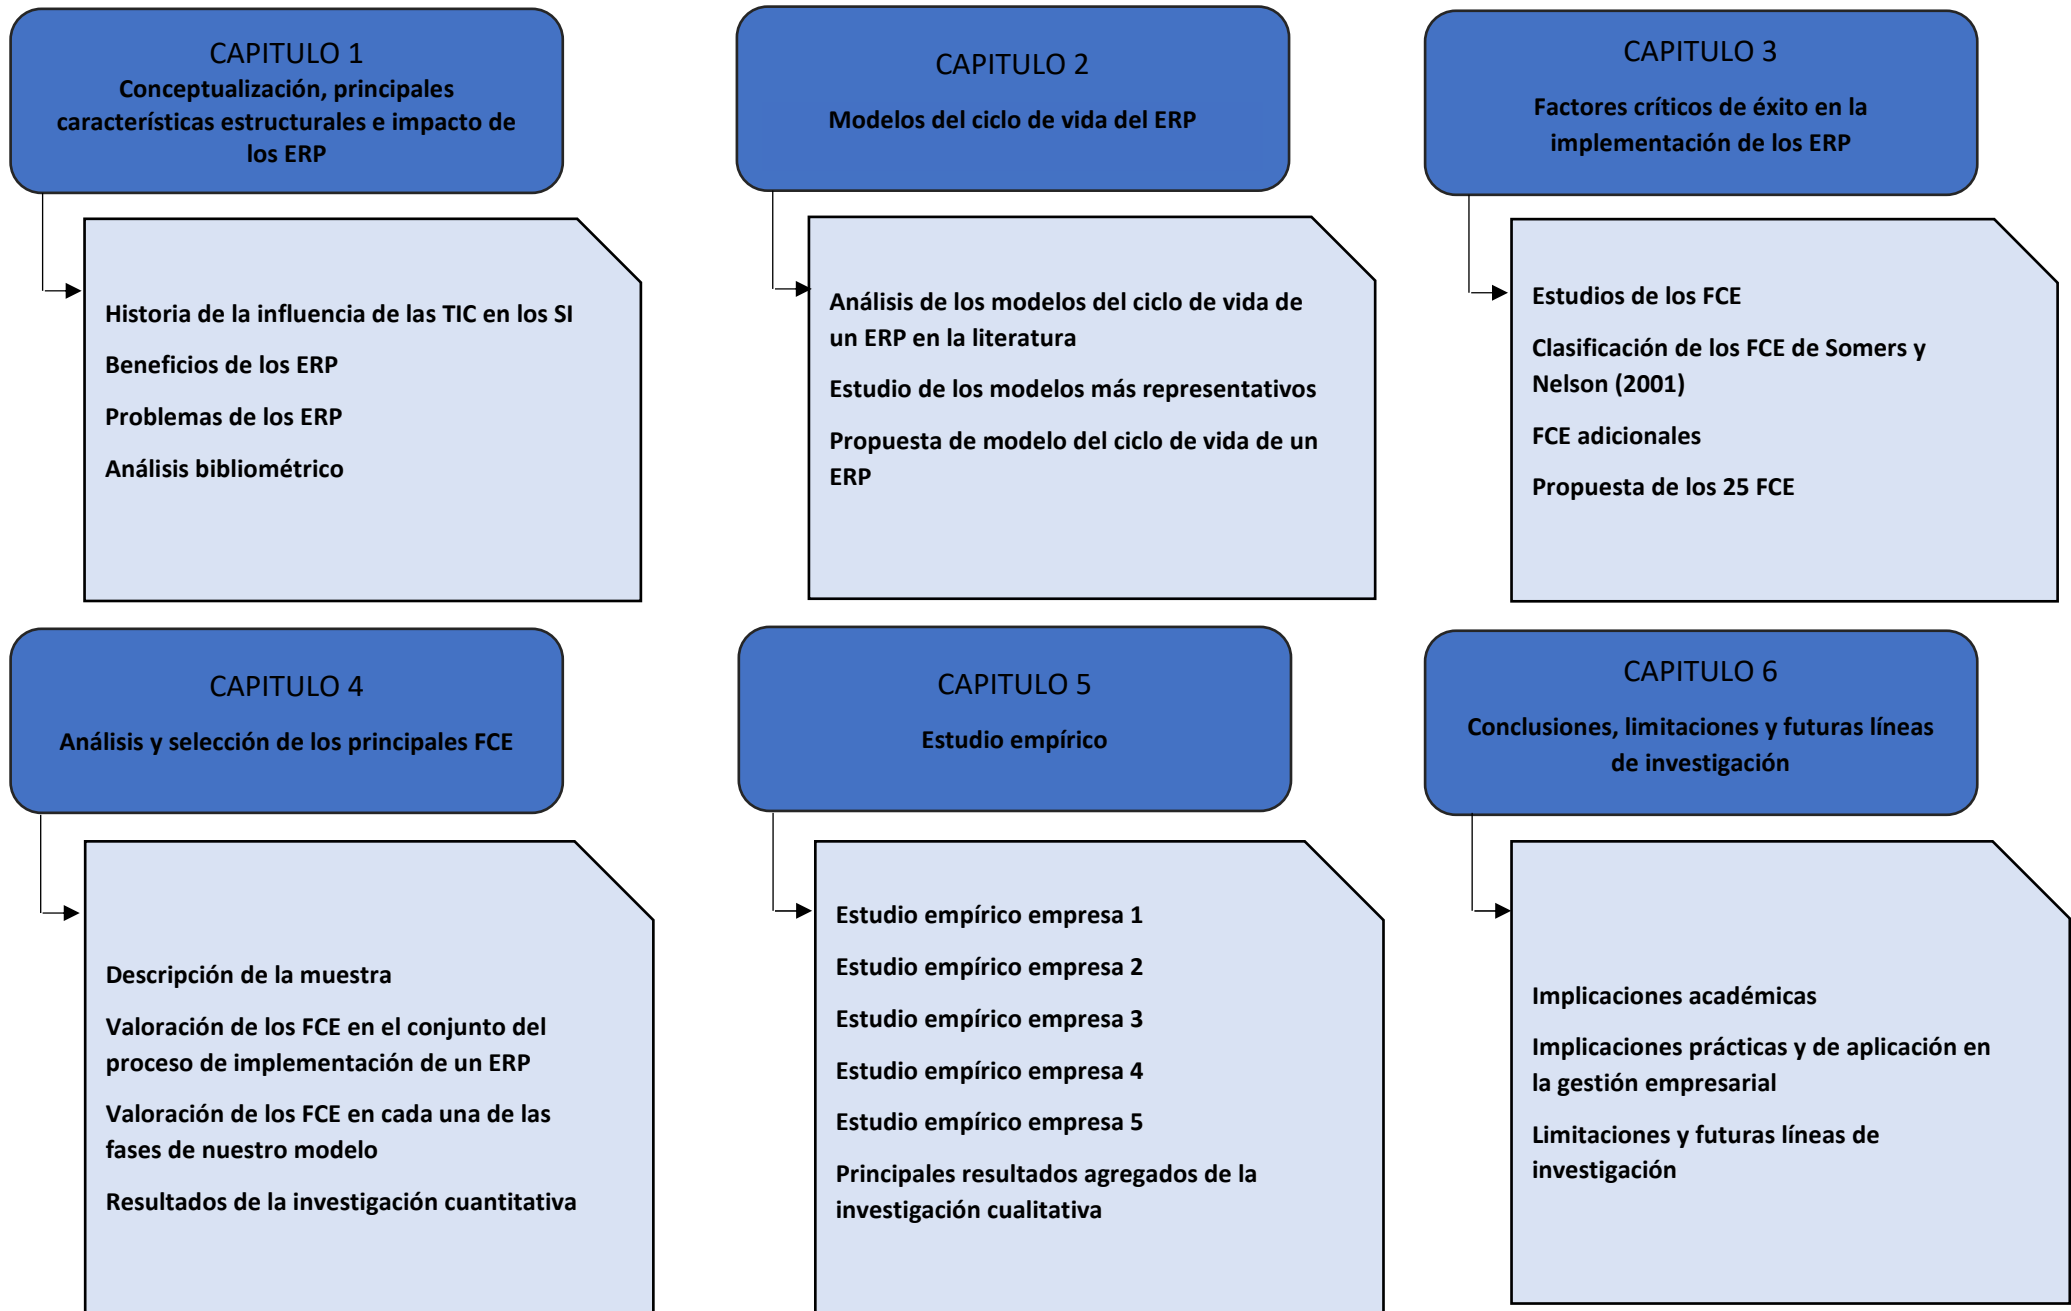 CAPITULO 1
Conceptualización, principales
características estructurales e impacto de
los ERP
Historia de la influencia de las TIC en los SI
Beneficios de los ERP
Problemas de los ERP
Análisis bibliométrico
CAPITULO 2
Modelos del ciclo de vida del ERP
Análisis de los modelos del ciclo de vida de
un ERP en la literatura
Estudio de los modelos más representativos
Propuesta de modelo del ciclo de vida de un
ERP
CAPITULO 3
Factores críticos de éxito en la
implementación de los ERP
Estudios de los FCE
Clasificación de los FCE de Somers y
Nelson (2001)
FCE adicionales
Propuesta de los 25 FCE
CAPITULO 4
Análisis y selección de los principales FCE
Descripción de la muestra
Valoración de los FCE en el conjunto del
proceso de implementación de un ERP
Valoración de los FCE en cada una de las
fases de nuestro modelo
Resultados de la investigación cuantitativa
CAPITULO 5
Estudio empírico
Estudio empírico empresa 1
Estudio empírico empresa 2
Estudio empírico empresa 3
Estudio empírico empresa 4
Estudio empírico empresa 5
Principales resultados agregados de la
investigación cualitativa
CAPITULO 6
Conclusiones, limitaciones y futuras líneas
de investigación
Implicaciones académicas
Implicaciones prácticas y de aplicación en
la gestión empresarial
Limitaciones y futuras líneas de
investigación